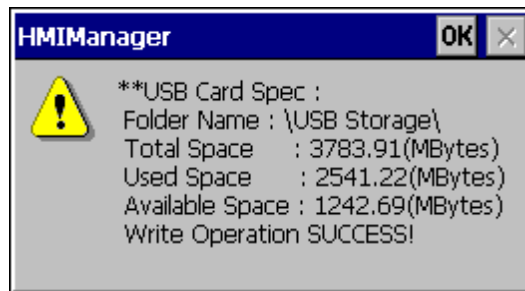 HMIManager OK
**USB Card Spec :
Folder Name : \USB Storage\
Total Space : 3783.91(MBytes)
Used Space : 2541.22(MBytes)
Available Space : 1242.69(MBytes)
Write Operation SUCCESS!